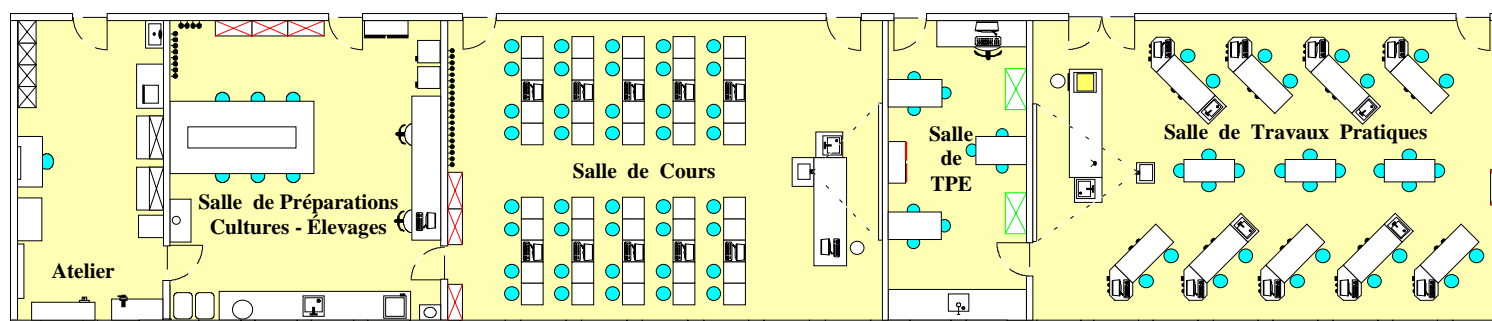 Atelier
Salle de Préparations
Cultures - Élevages
Salle de Cours
Salle
de
TPE
Salle de Travaux Pratiques